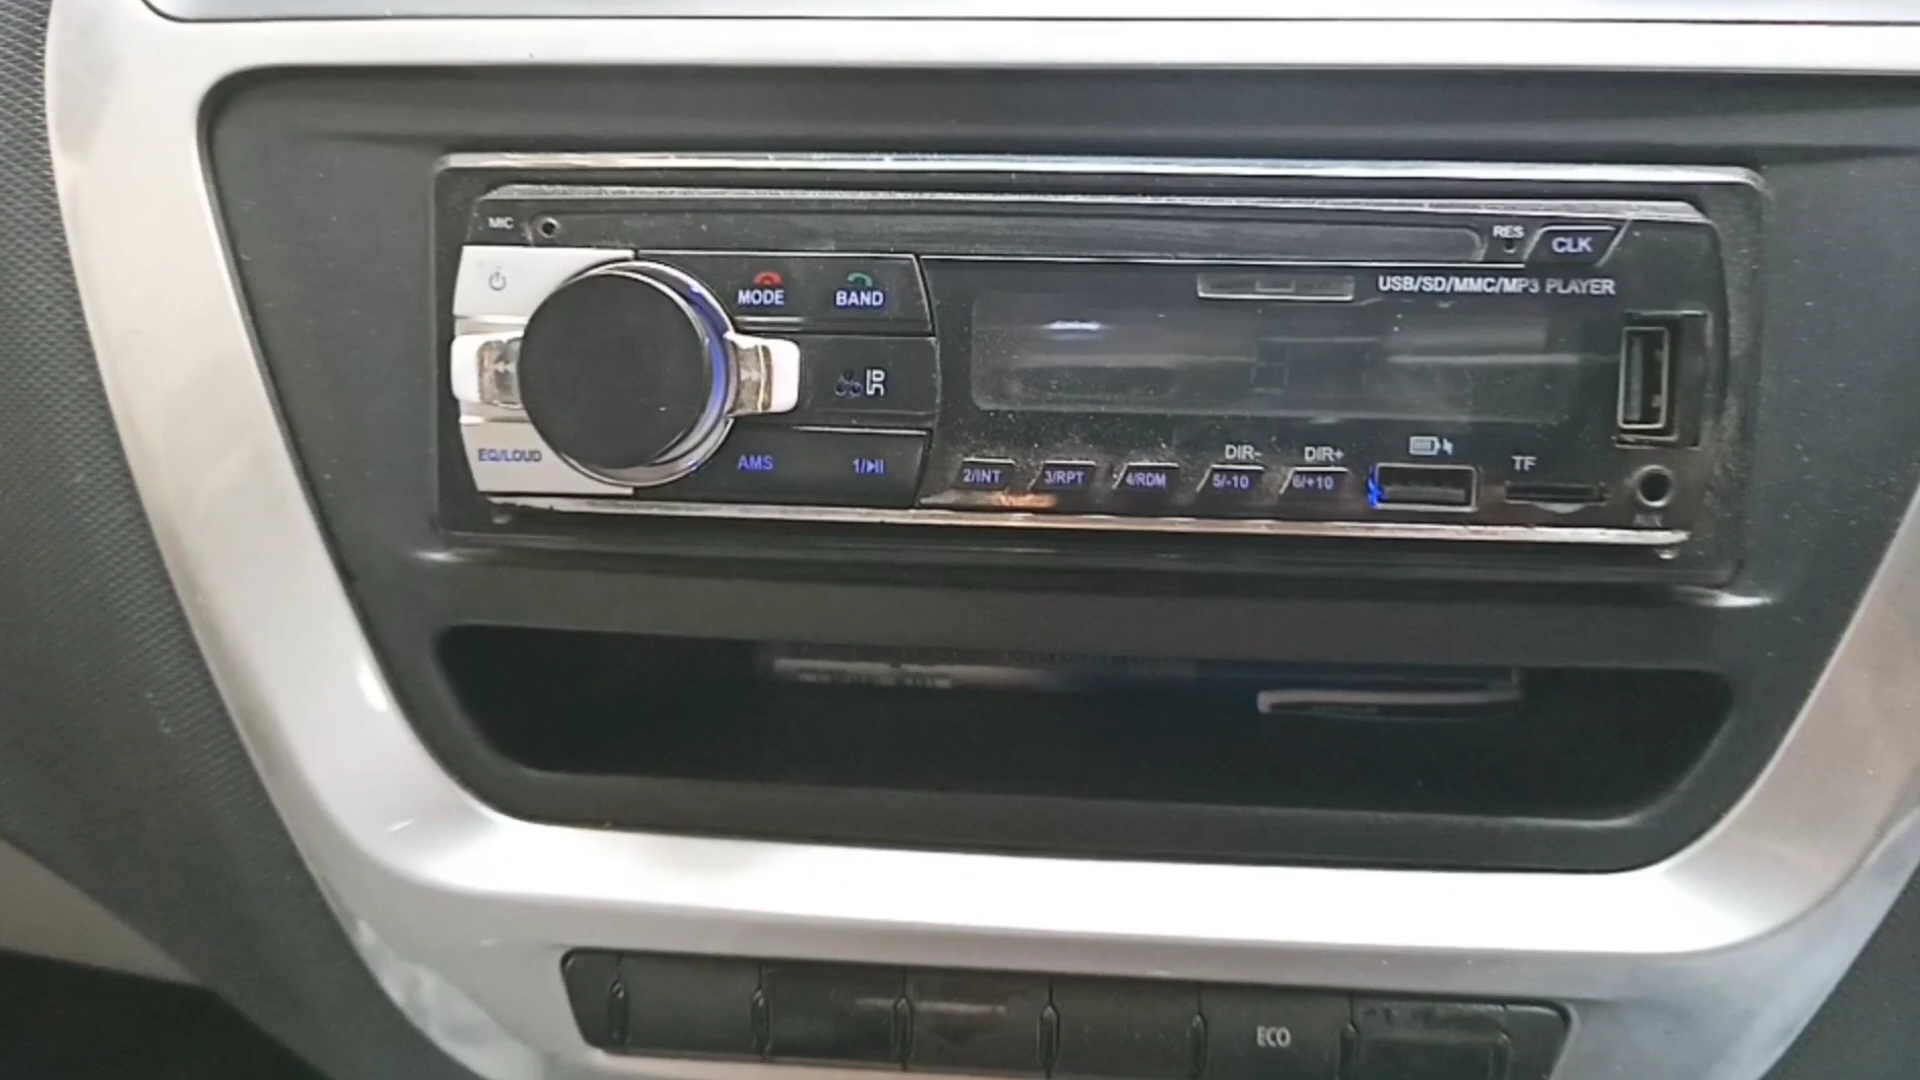 MIC
RES
CLK
USB/SD/MMC/MP3 PLAYER
MODE
BAND
EQ/LOUD
AMS
1/
2/INT
3/RPT
4/RDM
DIR-
5/-10
DIR+
6/+10
TF
AUX
ECO